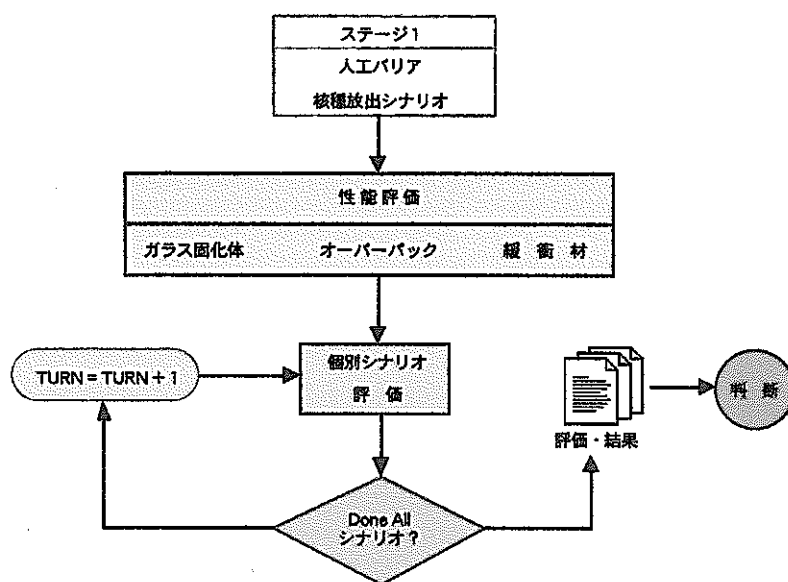 ステージ1
人工バリア
核種放出シナリオ
性能評価
ガラス固化体 オーバーパック 緩衝材
TURN = TURN + 1
個別シナリオ
評価
評価・結果
判断
Done All
シナリオ?